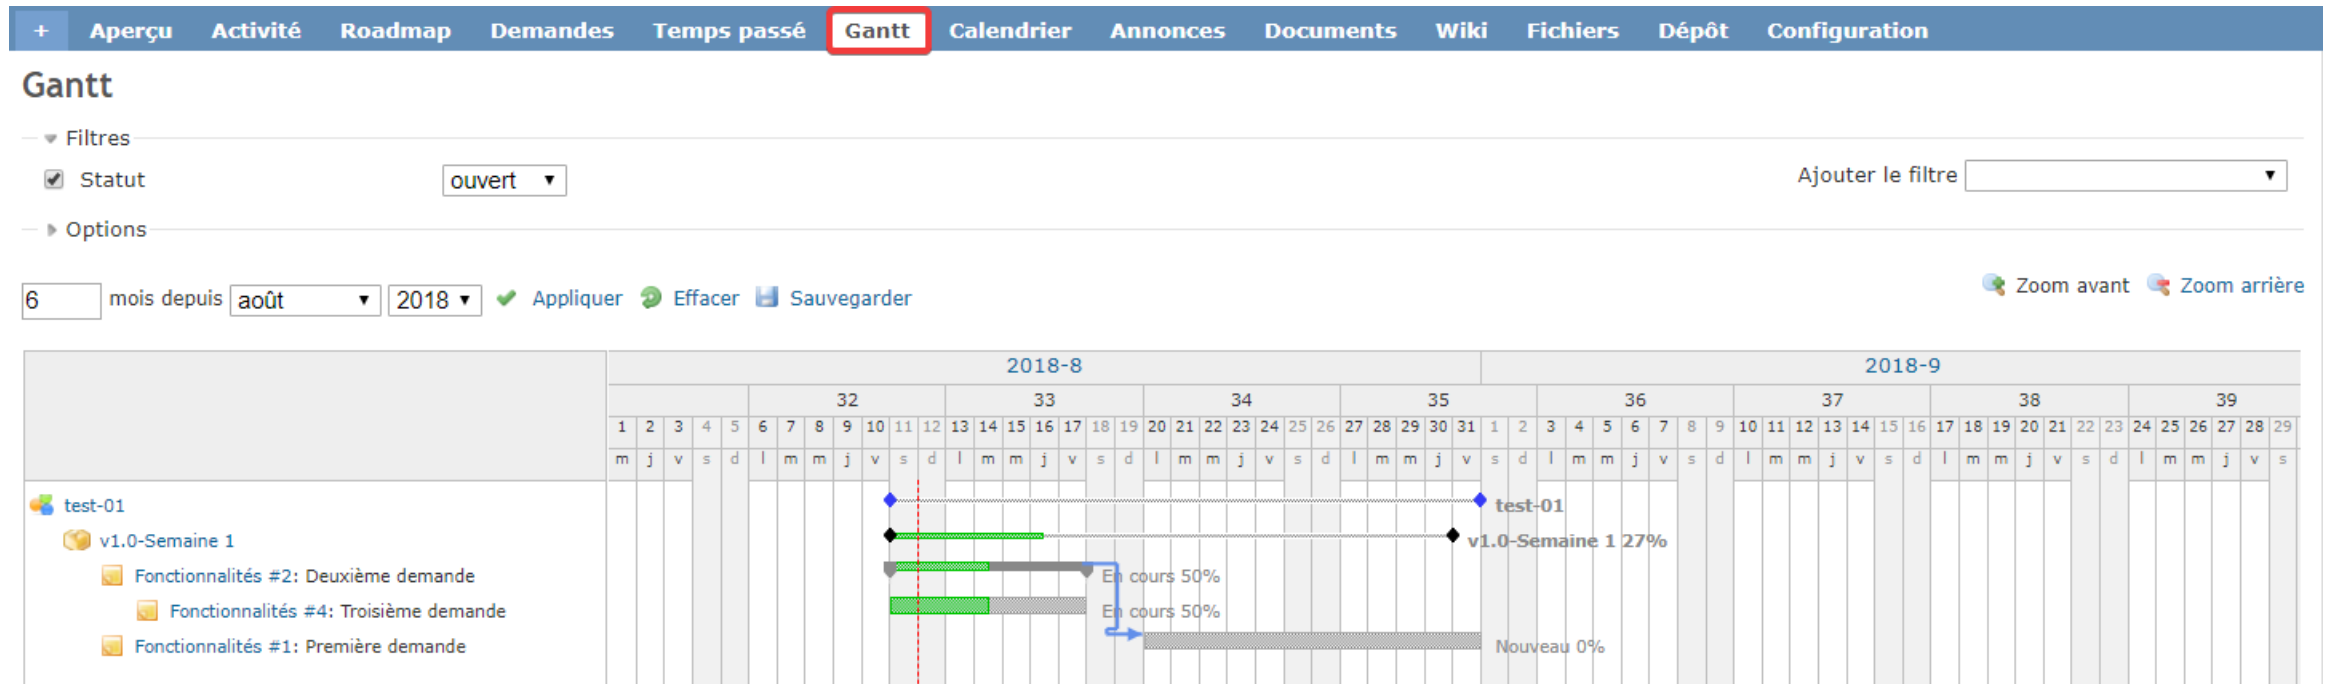 + Aperçu Activité Roadmap Demandes Temps passé Gantt Calendrier Annonces Documents Wiki Fichiers Dépôt Configuration
Gantt
Filtres
Statut ouvert Ajouter le filtre
Options
6 mois depuis août 2018 Appliquer Effacer Sauvegarder Zoom avant Zoom arrière
2018-8 2018-9
32 33 34 35 36 37 38 39
1 2 3 4 5 6 7 8 9 10 11 12 13 14 15 16 17 18 19 20 21 22 23 24 25 26 27 28 29 30 31 1 2 3 4 5 6 7 8 9 10 11 12 13 14 15 16 17 18 19 20 21 22 23 24 25 26 27 28 29
m j v s d l m m j v s d l m m j v s d l m m j v s d l m m j v s d l m m j v s d l m m j v s d l m m j v s d l m m j v s
test-01 test-01
v1.0-Semaine 1 v1.0-Semaine 1 27%
Fonctionnalités #2: Deuxième demande En cours 50%
Fonctionnalités #4: Troisième demande En cours 50%
Fonctionnalités #1: Première demande Nouveau 0%